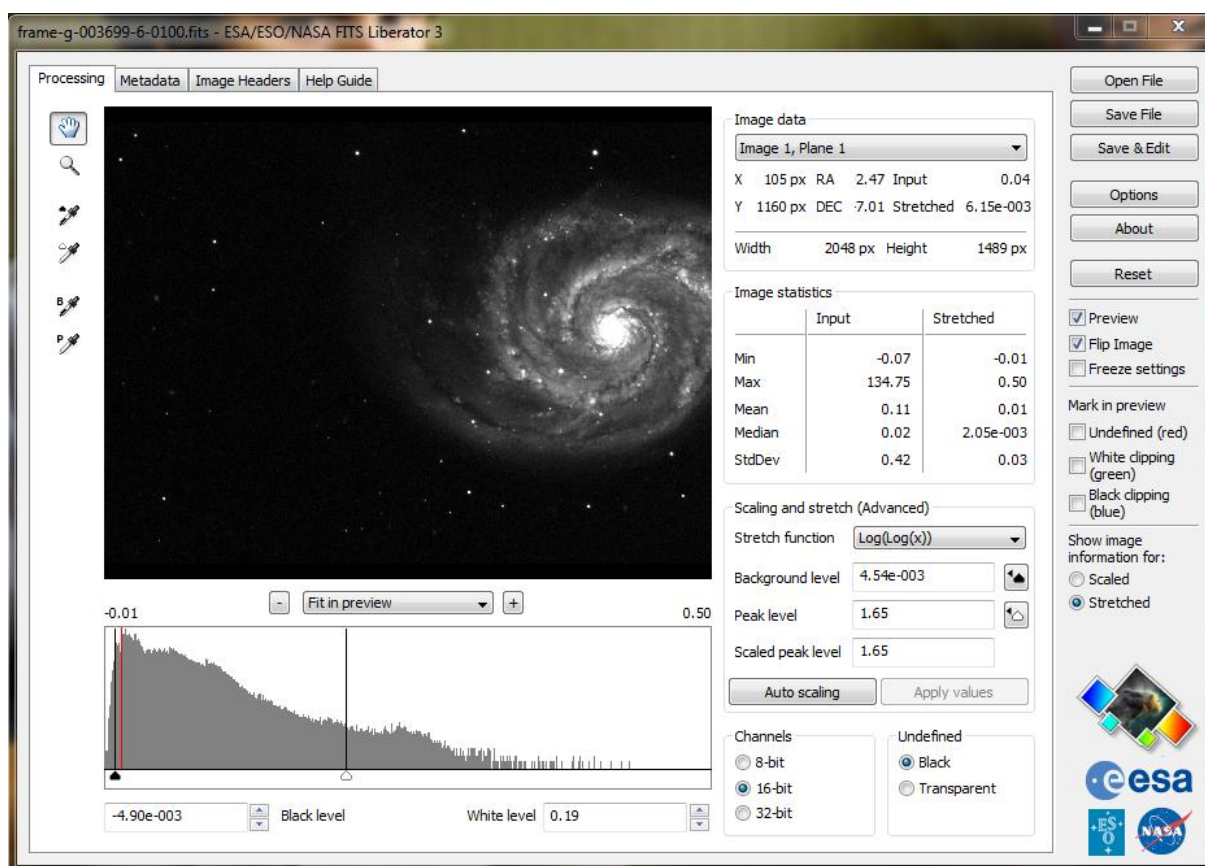 frame-g-003699-6-0100.fits - ESA/ESO/NASA FITS Liberator 3
Processing Metadata Image Headers Help Guide
Image data
Image 1, Plane 1
X 105 px RA 2.47 Input 0.04
Y 1160 px DEC -7.01 Stretched 6.15e-003
Width 2048 px Height 1489 px
Image statistics
Input Stretched
Min -0.07 -0.01
Max 134.75 0.50
Mean 0.11 0.01
Median 0.02 2.05e-003
StdDev 0.42 0.03
Scaling and stretch (Advanced)
Stretch function Log(Log(x))
Background level 4.54e-003
Peak level 1.65
Scaled peak level 1.65
Auto scaling Apply values
Channels
8-bit
16-bit
32-bit
Undefined
Black
Transparent
B
P
-0.01 - Fit in preview + 0.50
-4.90e-003 Black level White level 0.19
Open File
Save File
Save & Edit
Options
About
Reset
Preview
Flip Image
Freeze settings
Mark in preview
Undefined (red)
White clipping
(green)
Black clipping
(blue)
Show image
information for:
Scaled
Stretched
esa
ES
O
NASA